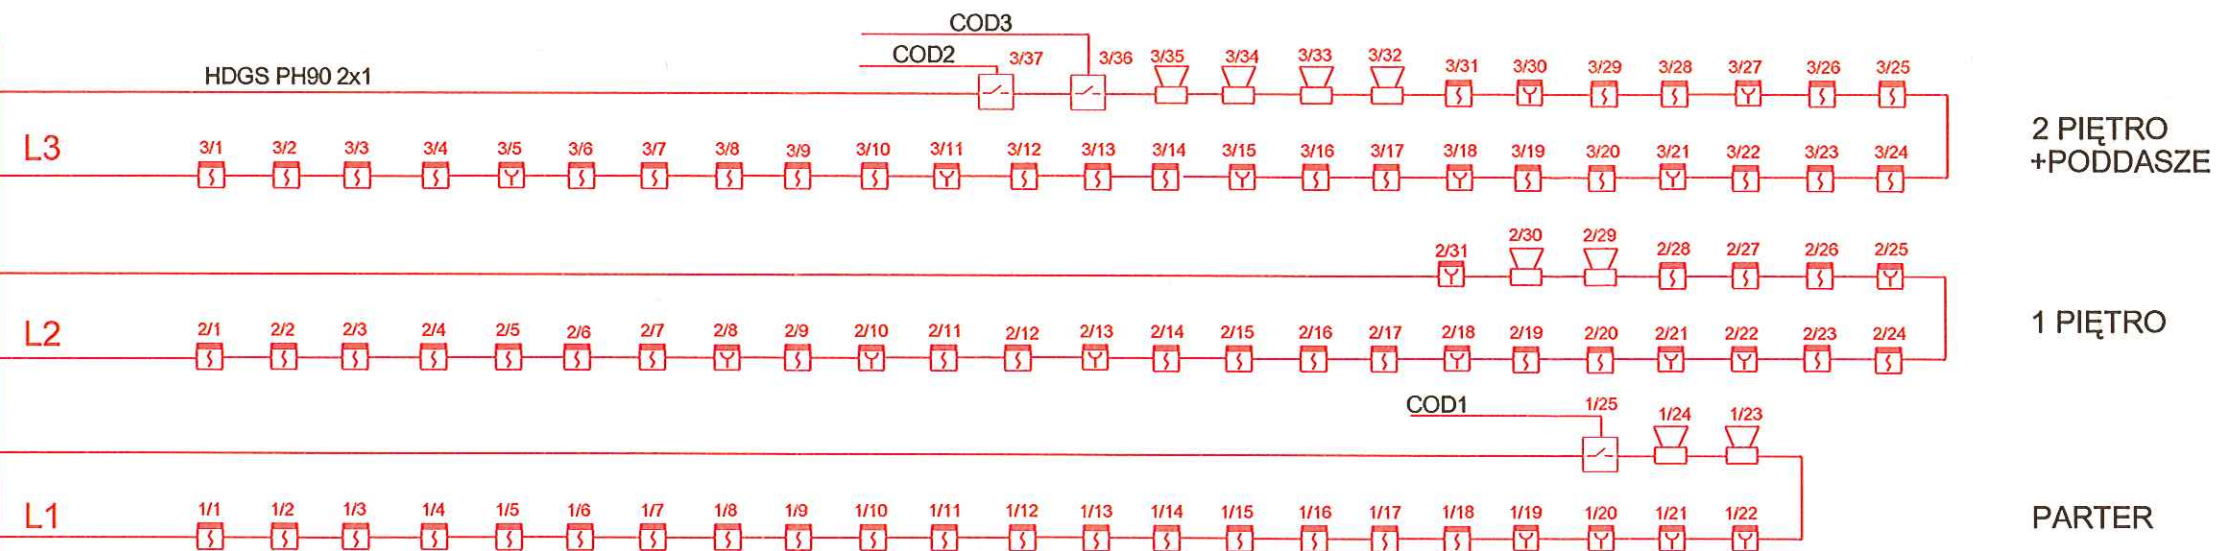 COD3
COD2 3/37 3/36 3/35 3/34 3/33 3/32 3/31 3/30 3/29 3/28 3/27 3/26 3/25
HDGS PH90 2x1
L3 3/1 3/2 3/3 3/4 3/5 3/6 3/7 3/8 3/9 3/10 3/11 3/12 3/13 3/14 3/15 3/16 3/17 3/18 3/19 3/20 3/21 3/22 3/23 3/24
2 PIĘTRO
+PODDASZE
2/31 2/30 2/29 2/28 2/27 2/26 2/25
L2 2/1 2/2 2/3 2/4 2/5 2/6 2/7 2/8 2/9 2/10 2/11 2/12 2/13 2/14 2/15 2/16 2/17 2/18 2/19 2/20 2/21 2/22 2/23 2/24
1 PIĘTRO
COD1 1/25 1/24 1/23
L1 1/1 1/2 1/3 1/4 1/5 1/6 1/7 1/8 1/9 1/10 1/11 1/12 1/13 1/14 1/15 1/16 1/17 1/18 1/19 1/20 1/21 1/22
PARTER